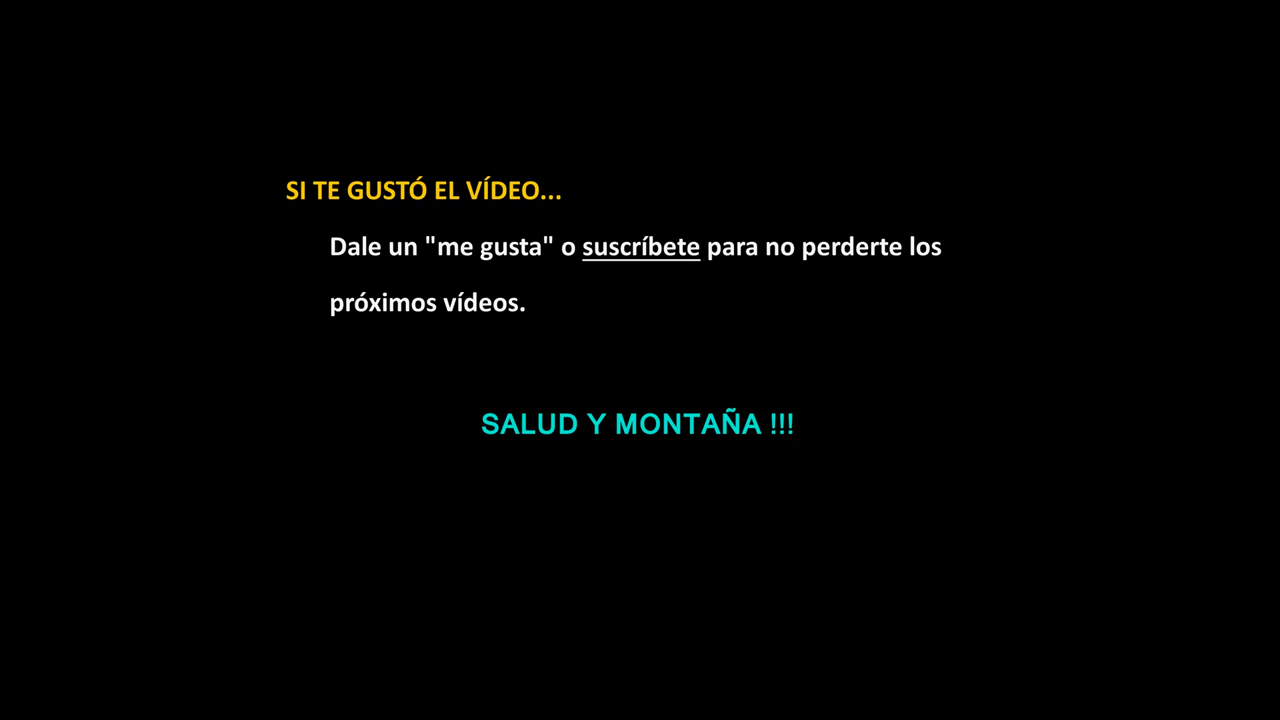 SI TE GUSTÓ EL VÍDEO...
Dale un "me gusta" o suscríbete para no perderte los
próximos vídeos.
SALUD Y MONTAÑA !!!